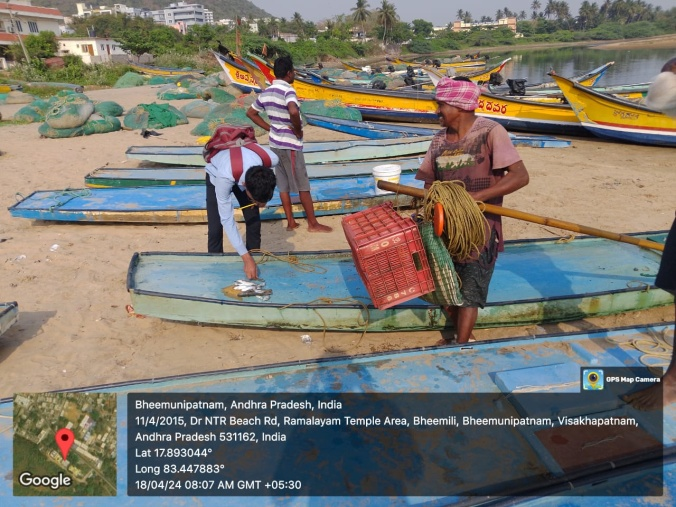 GPS Map Camera
Google
Bheemunipatnam, Andhra Pradesh, India
11/4/2015, Dr NTR Beach Rd, Ramalayam Temple Area, Bheemili, Bheemunipatnam, Visakhapatnam,
Andhra Pradesh 531162, India
Lat 17.893044°
Long 83.447883°
18/04/24 08:07 AM GMT +05:30